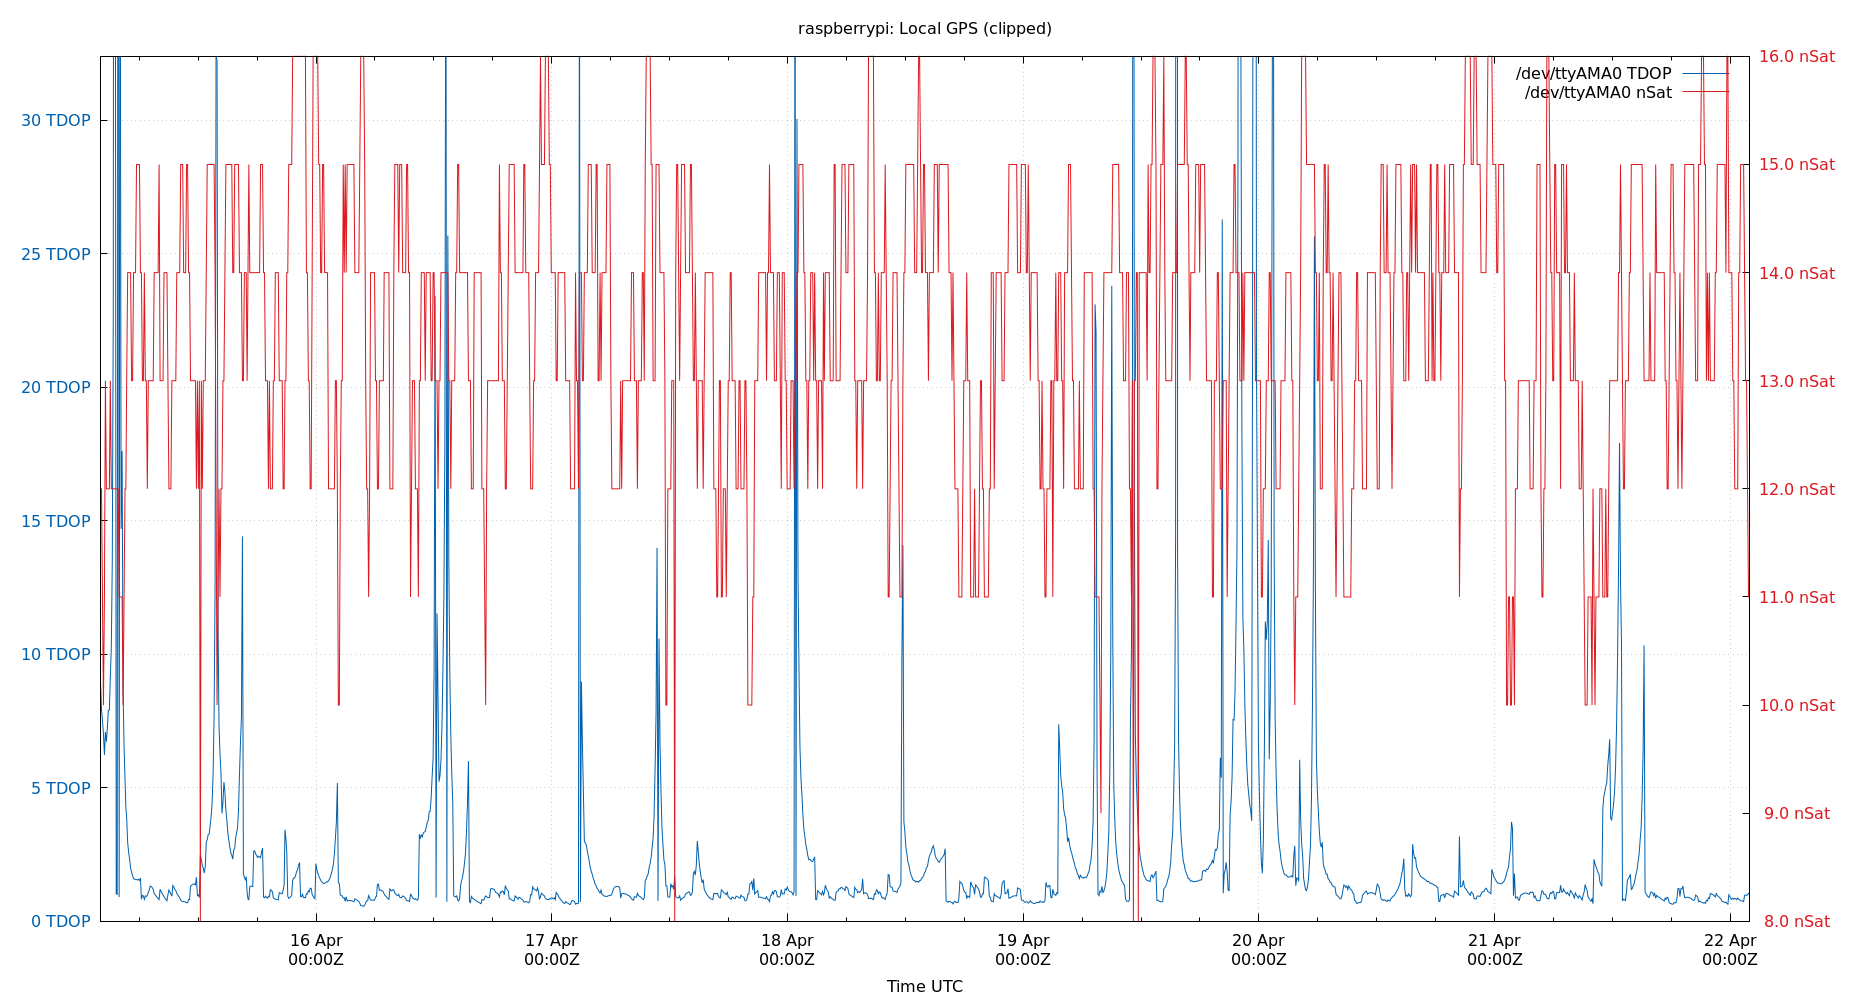 raspberrypi: Local GPS (clipped)
16.0 nSat
/dev/ttyAMA0 TDOP
/dev/ttyAMA0 nSat
30 TDOP
15.0 nSat
25 TDOP
14.0 nSat
20 TDOP
13.0 nSat
12.0 nSat
15 TDOP
11.0 nSat
10 TDOP
10.0 nSat
5 TDOP
9.0 nSat
0 TDOP
8.0 nSat
16 Apr 17 Apr 18 Apr 19 Apr 20 Apr 21 Apr 22 Apr
00:00Z 00:00Z 00:00Z 00:00Z 00:00Z 00:00Z 00:00Z
Time UTC